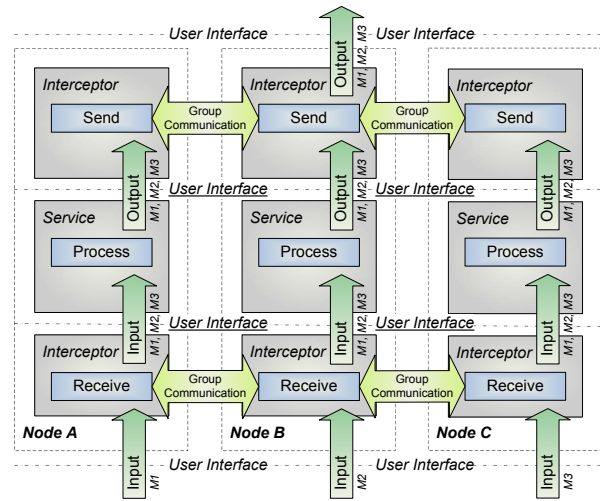 User Interface
User Interface
Output
M1, M2, M3
Interceptor
Interceptor
Interceptor
Send
Group
Communication
Send
Group
Communication
Send
Output
M1, M2, M3
Output
M1, M2, M3
Output
M1, M2, M3
User Interface
User Interface
Service
Service
Service
Process
Process
Process
Input
M1, M2, M3
Input
M1, M2, M3
Input
M1, M2, M3
User Interface
User Interface
Interceptor
Interceptor
Interceptor
Receive
Group
Communication
Receive
Group
Communication
Receive
Node A
Node B
Node C
Input
M1
Input
M2
Input
M3
User Interface
User Interface